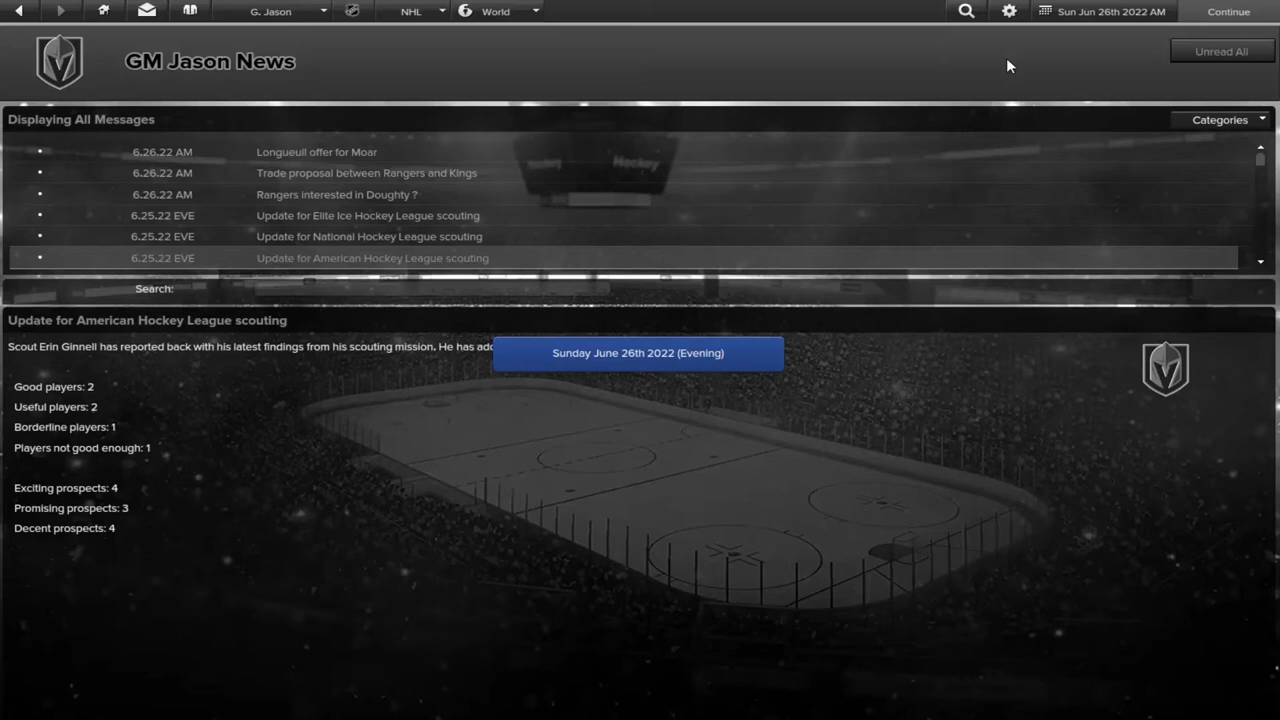 G. Jason NHL World Sun Jun 26th 2022 AM Continue
GM Jason News Unread All
Displaying All Messages Categories
6.26.22 AM Longueuil offer for Moar
6.26.22 AM Trade proposal between Rangers and Kings
6.26.22 AM Rangers interested in Doughty ?
6.25.22 EVE Update for Elite Ice Hockey League scouting
6.25.22 EVE Update for National Hockey League scouting
6.25.22 EVE Update for American Hockey League scouting
Search:
Update for American Hockey League scouting
Scout Erin Ginnell has reported back with his latest findings from his scouting mission. He has add
Sunday June 26th 2022 (Evening)
Good players: 2
Useful players: 2
Borderline players: 1
Players not good enough: 1
Exciting prospects: 4
Promising prospects: 3
Decent prospects: 4